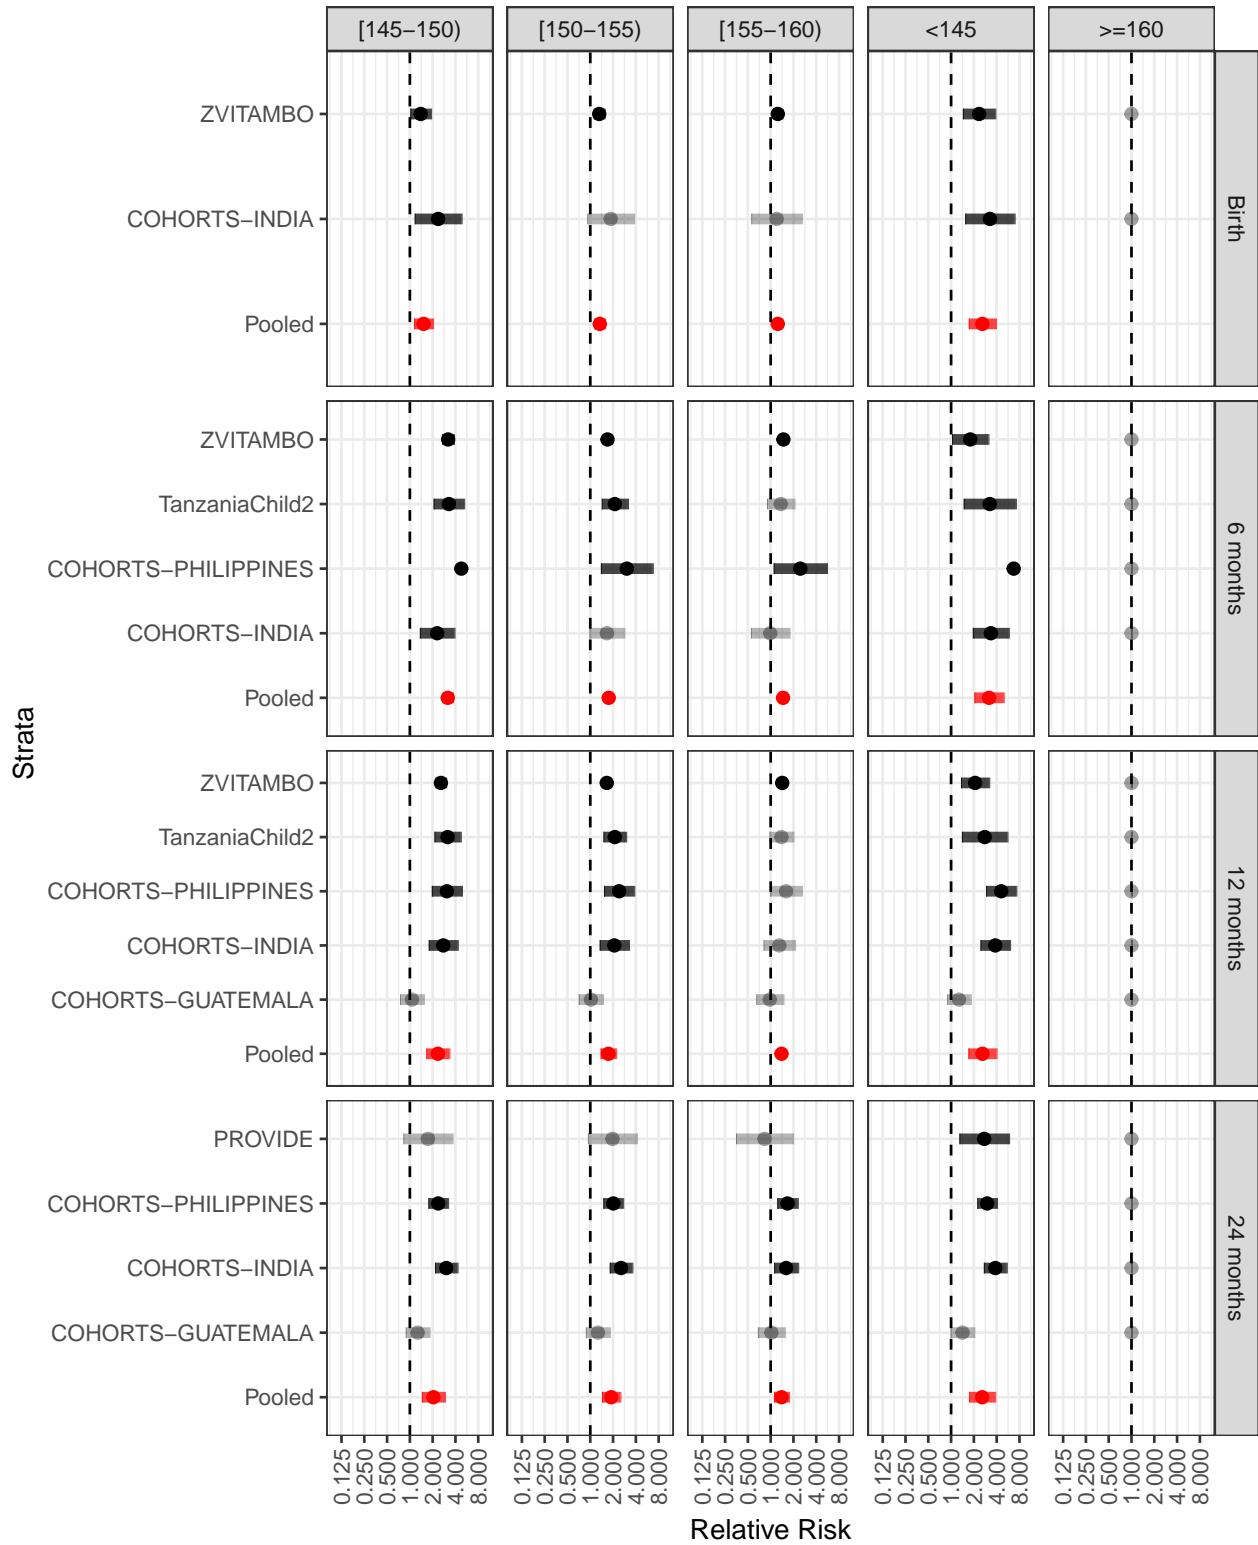 [145−150)
[150−155)
[155−160)
<145
>=160
Strata
ZVITAMBO
COHORTS−INDIA
Pooled
Birth
ZVITAMBO
TanzaniaChild2
COHORTS−PHILIPPINES
COHORTS−INDIA
Pooled
6 months
ZVITAMBO
TanzaniaChild2
COHORTS−PHILIPPINES
COHORTS−INDIA
COHORTS−GUATEMALA
Pooled
12 months
PROVIDE
COHORTS−PHILIPPINES
COHORTS−INDIA
COHORTS−GUATEMALA
Pooled
24 months
0.125 0.250 0.500 1.000 2.000 4.000 8.000
0.125 0.250 0.500 1.000 2.000 4.000 8.000
0.125 0.250 0.500 1.000 2.000 4.000 8.000
0.125 0.250 0.500 1.000 2.000 4.000 8.000
0.125 0.250 0.500 1.000 2.000 4.000 8.000
Relative Risk